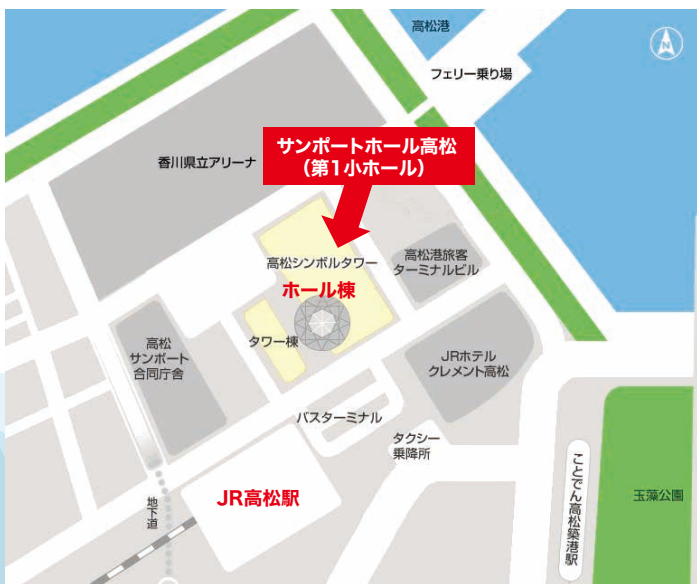 高松港
N
フェリー乗り場
サンポートホール高松
（第1小ホール）
香川県立アリーナ
高松シンボルタワー
ホール棟
高松港旅客
ターミナルビル
タワー棟
高松
サンポート
合同庁舎
JRホテル
クレメント高松
バスターミナル
タクシー
乗降所
ことでん高松築港駅
玉藻公園
JR高松駅
地下道